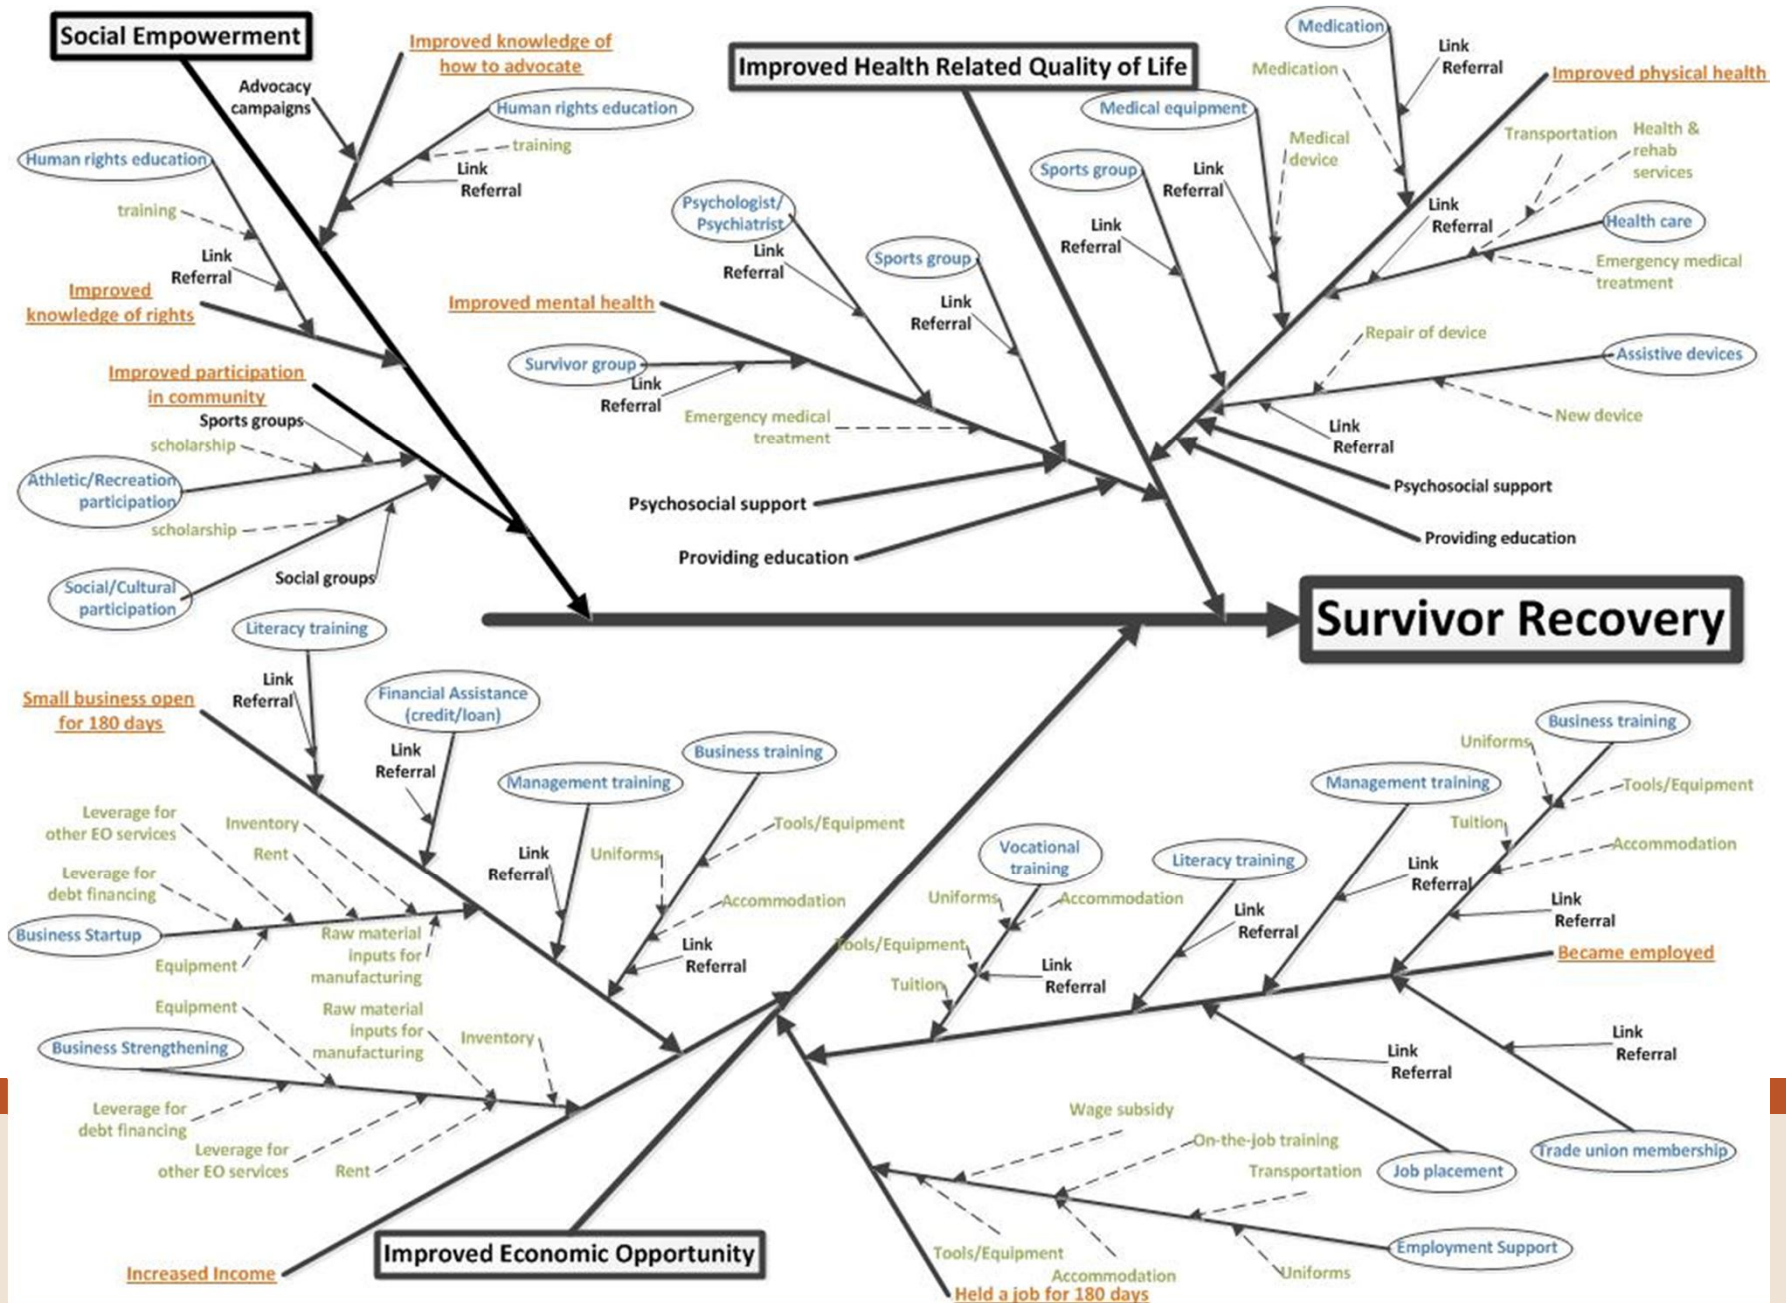 Social Empowerment
Improved knowledge of
how to advocate
Advocacy
campaigns
Human rights education
training
Link
Referral
Human rights education
training
Link
Referral
Improved
knowledge of rights
Improved participation
in community
Sports groups
scholarship
Athletic/Recreation
participation
scholarship
Social groups
Social/Cultural
participation
Improved Health Related Quality of Life
Psychologist/
Psychiatrist
Link
Referral
Sports group
Link
Referral
Improved mental health
Survivor group
Link
Referral
Emergency medical
treatment
Psychosocial support
Providing education
Medication
Link
Referral
Medication
Improved physical health
Medical equipment
Medical
device
Link
Referral
Sports group
Link
Referral
Transportation
Health &
rehab
services
Link
Referral
Health care
Emergency medical
treatment
Repair of device
Assistive devices
New device
Link
Referral
Psychosocial support
Providing education
Survivor Recovery
Literacy training
Link
Referral
Small business open
for 180 days
Financial Assistance
(credit/loan)
Link
Referral
Management training
Link
Referral
Business training
Tools/Equipment
Uniforms
Accommodation
Link
Referral
Leverage for
other EO services
Inventory
Rent
Leverage for
debt financing
Business Startup
Equipment
Raw material
inputs for
manufacturing
Equipment
Raw material
inputs for
manufacturing
Inventory
Business Strengthening
Leverage for
debt financing
Leverage for
other EO services
Rent
Increased Income
Improved Economic Opportunity
Vocational
training
Uniforms
Accommodation
Tools/Equipment
Link
Referral
Tuition
Literacy training
Link
Referral
Management training
Link
Referral
Business training
Uniforms
Tools/Equipment
Tuition
Accommodation
Link
Referral
Became employed
Link
Referral
Trade union membership
Link
Referral
Job placement
Wage subsidy
On-the-job training
Transportation
Employment Support
Tools/Equipment
Accommodation
Uniforms
Held a job for 180 days